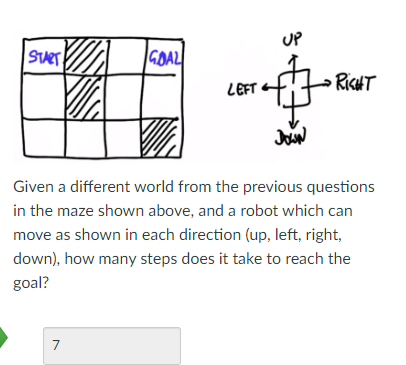 START GOAL
UP
LEFT RIGHT
DOWN
Given a different world from the previous questions
in the maze shown above, and a robot which can
move as shown in each direction (up, left, right,
down), how many steps does it take to reach the
goal?
7